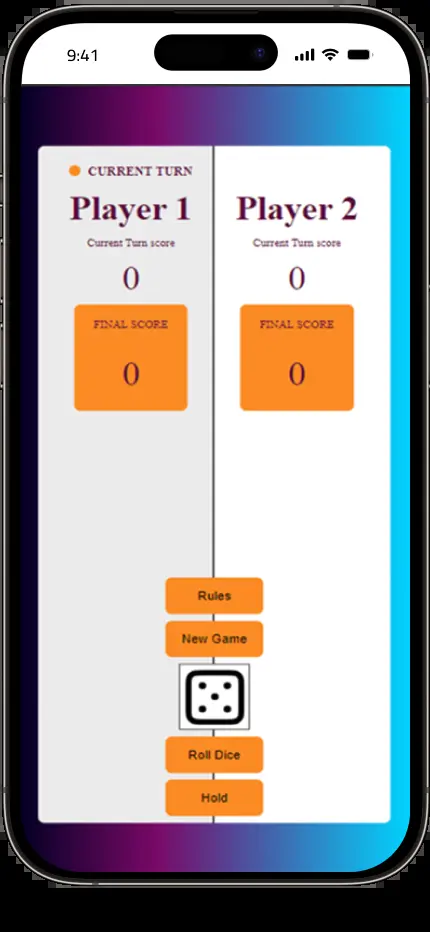 9:41
CURRENT TURN
Player 1
Current Turn score
0
FINAL SCORE
0
Player 2
Current Turn score
0
FINAL SCORE
0
Rules
New Game
Roll Dice
Hold